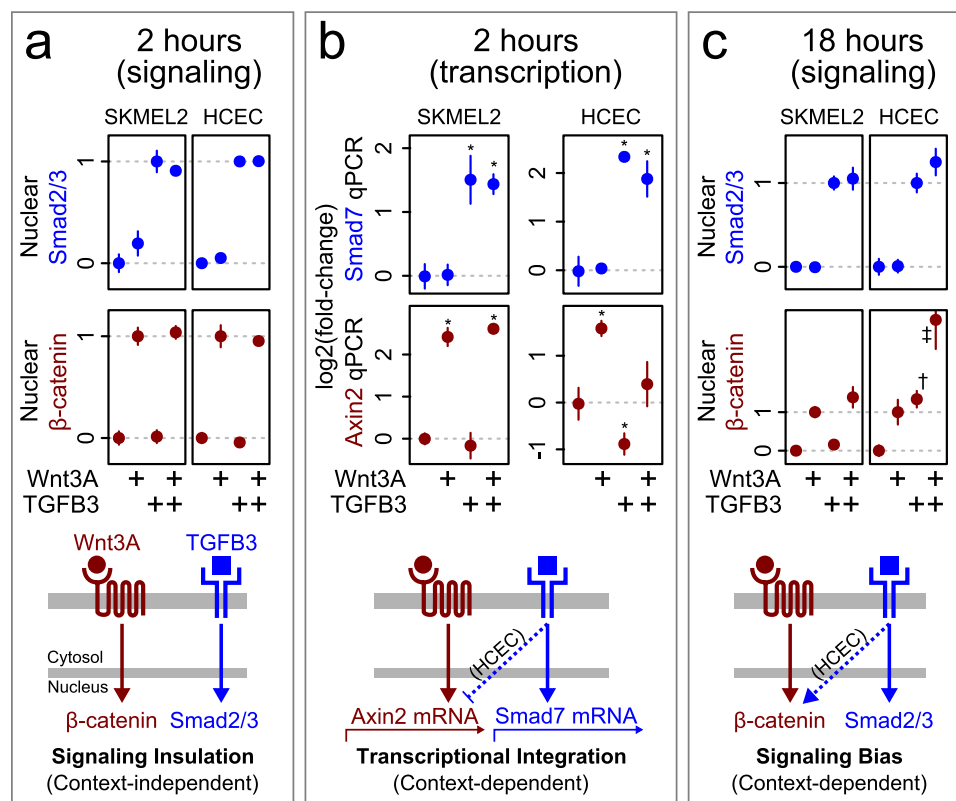 a
2 hours
(signaling)
SKMEL2 HCEC
Nuclear
Smad2/3
1
0
Nuclear
β-catenin
1
0
Wnt3A + + + +
TGFB3 ++ ++
Wnt3A TGFB3
Cytosol
Nucleus
β-catenin Smad2/3
Signaling Insulation
(Context-independent)
b
2 hours
(transcription)
SKMEL2 HCEC
log2(fold-change)
Smad7 qPCR
2
1
0
* *
2
1
0
* *
Axin2 qPCR
2
1
0
* *
1
0
-1
* *
Wnt3A + + + +
TGFB3 ++ ++
(HCEC)
Axin2 mRNA Smad7 mRNA
Transcriptional Integration
(Context-dependent)
c
18 hours
(signaling)
SKMEL2 HCEC
Nuclear
Smad2/3
1
0
Nuclear
β-catenin
1
0
‡
†
Wnt3A + + + +
TGFB3 ++ ++
(HCEC)
β-catenin Smad2/3
Signaling Bias
(Context-dependent)